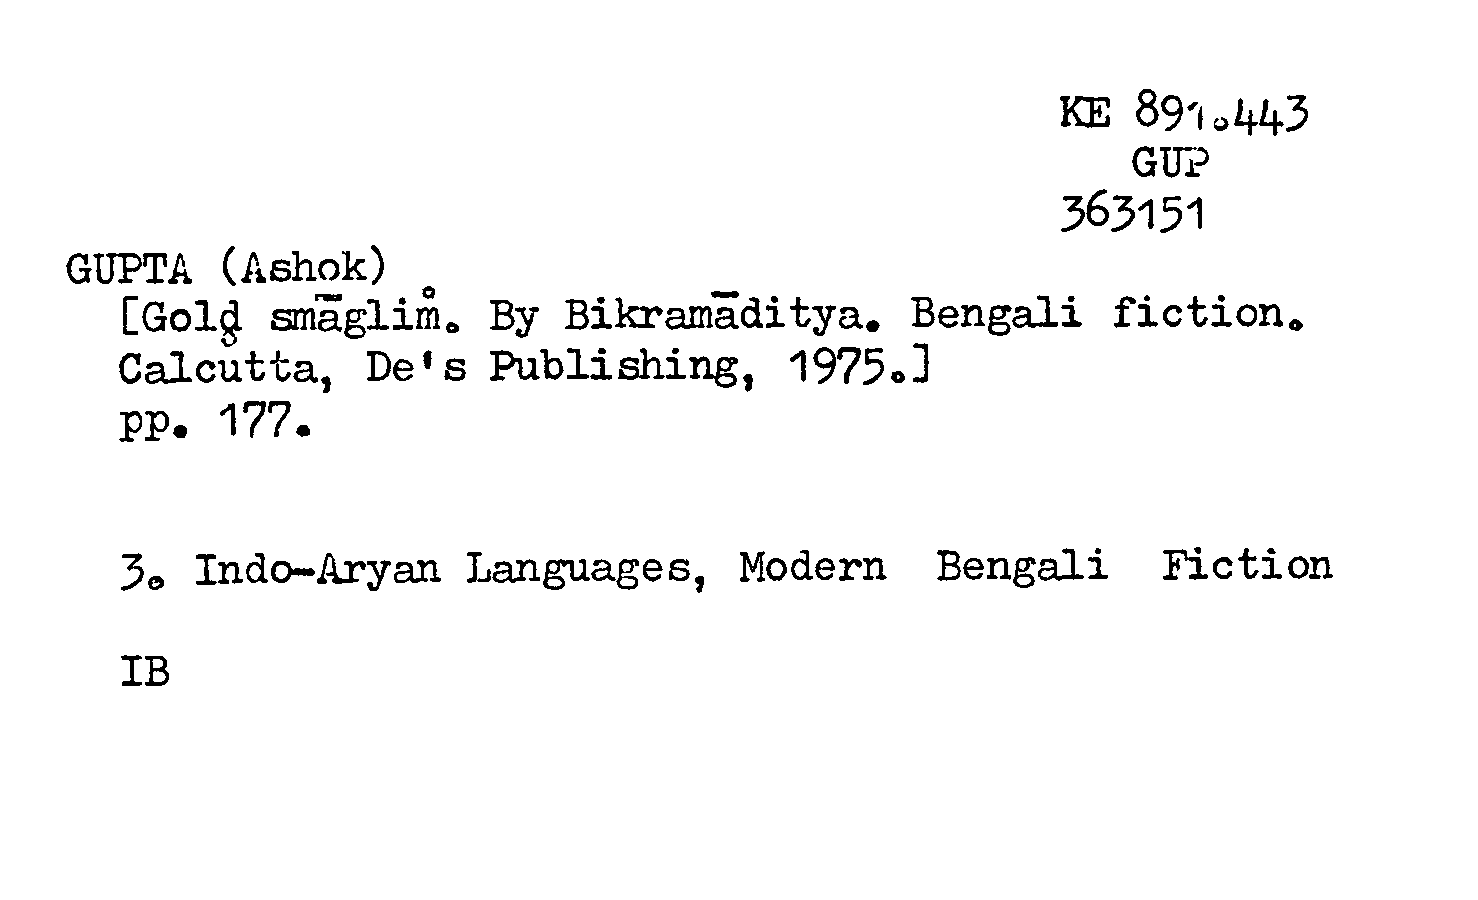 KE 891.443
GUP
363151
GUPTA (Ashok)
[Golḍ smāgliṁ. By Bikramāditya. Bengali fiction.
Calcutta, De's Publishing, 1975.]
pp. 177.
3. Indo-Aryan Languages, Modern Bengali Fiction
IB